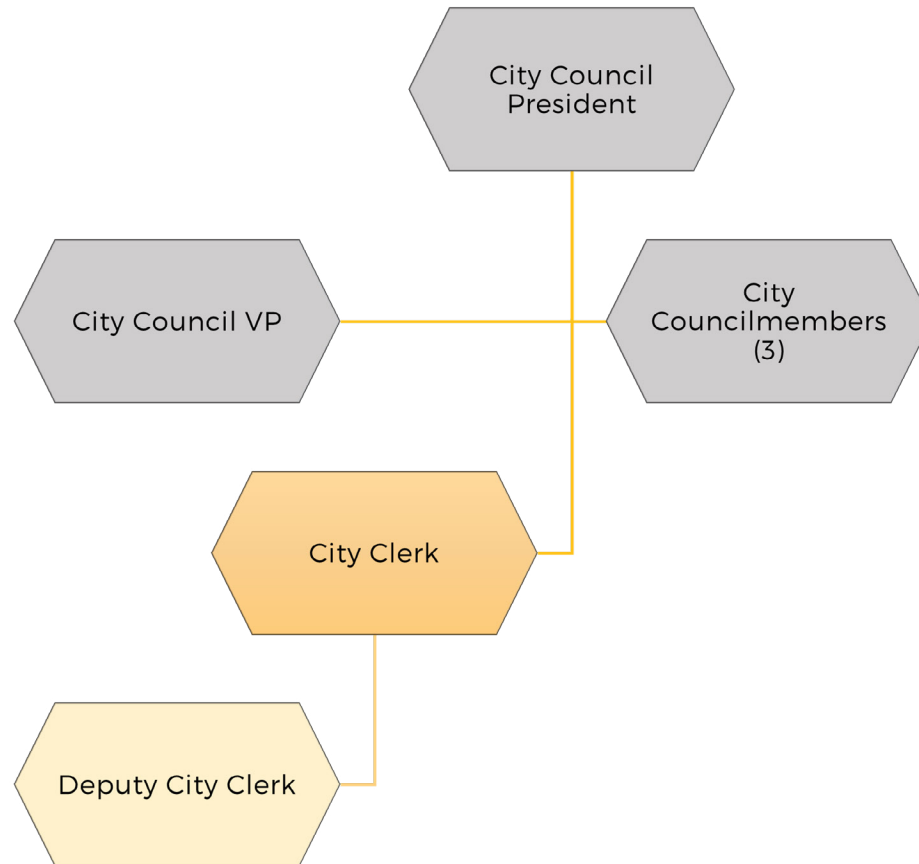 City Council
President
City Council VP
City
Councilmembers
(3)
City Clerk
Deputy City Clerk